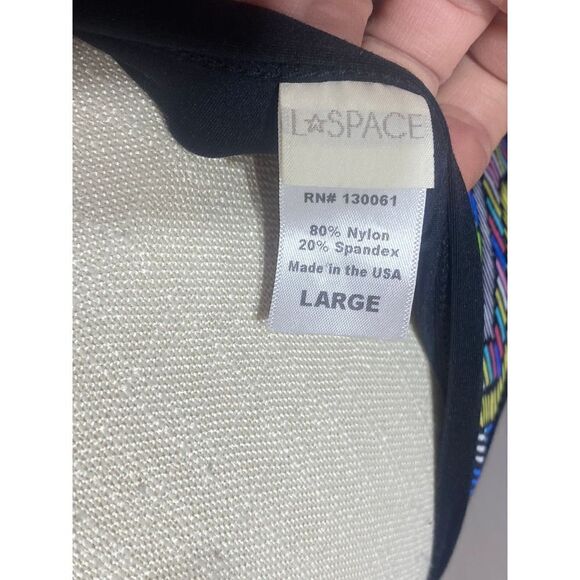 L☆SPACE
RN# 130061
80% Nylon
20% Spandex
Made in the USA
LARGE